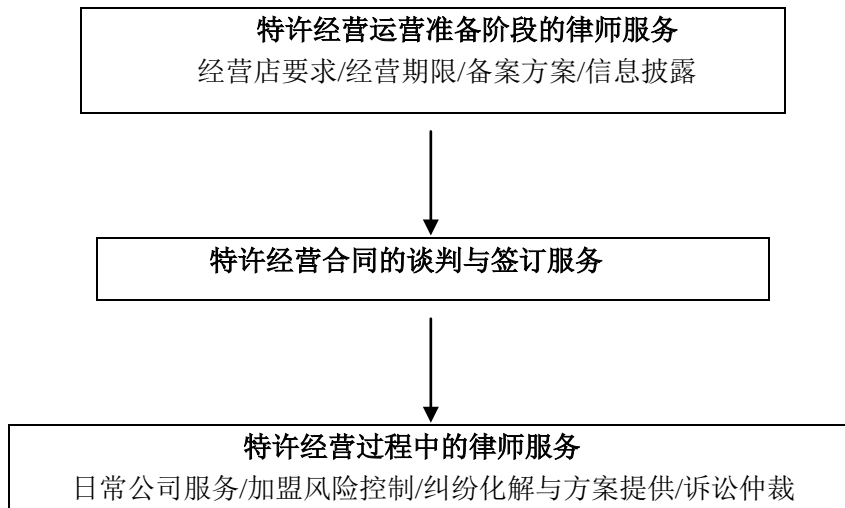 特许经营运营准备阶段的律师服务
经营店要求/经营期限/备案方案/信息披露
特许经营合同的谈判与签订服务
特许经营过程中的律师服务
日常公司服务/加盟风险控制/纠纷化解与方案提供/诉讼仲裁